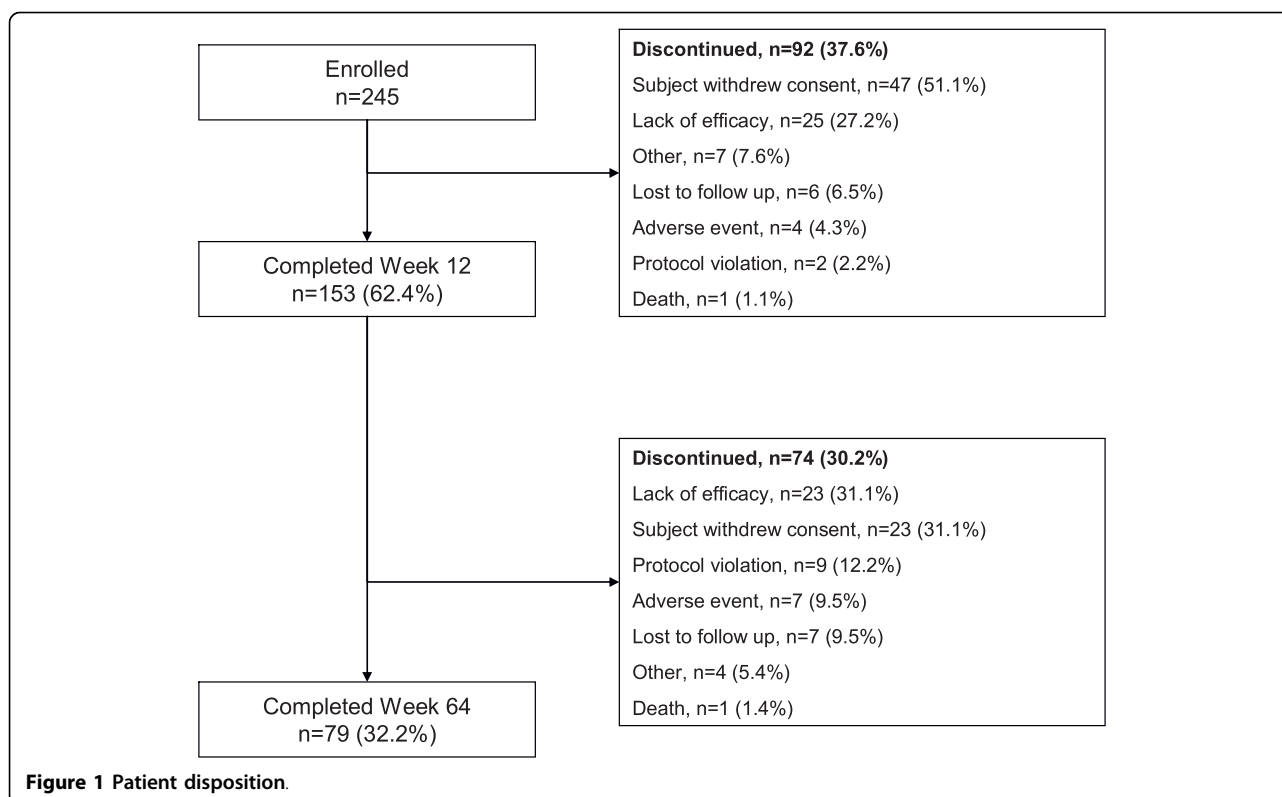 Enrolled
n=245
Discontinued, n=92 (37.6%)
Subject withdrew consent, n=47 (51.1%)
Lack of efficacy, n=25 (27.2%)
Other, n=7 (7.6%)
Lost to follow up, n=6 (6.5%)
Adverse event, n=4 (4.3%)
Protocol violation, n=2 (2.2%)
Death, n=1 (1.1%)
Completed Week 12
n=153 (62.4%)
Discontinued, n=74 (30.2%)
Lack of efficacy, n=23 (31.1%)
Subject withdrew consent, n=23 (31.1%)
Protocol violation, n=9 (12.2%)
Adverse event, n=7 (9.5%)
Lost to follow up, n=7 (9.5%)
Other, n=4 (5.4%)
Death, n=1 (1.4%)
Completed Week 64
n=79 (32.2%)
Figure 1 Patient disposition.